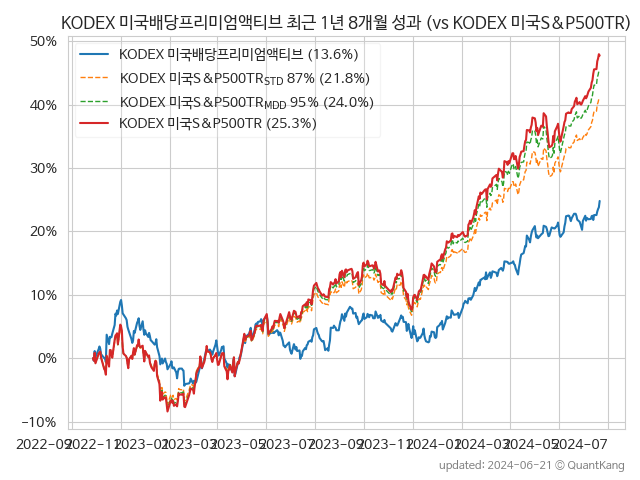 KODEX 미국배당프리미엄액티브 최근 1년 8개월 성과 (vs KODEX 미국S&P500TR)
KODEX 미국배당프리미엄액티브 (13.6%)
KODEX 미국S&P500TR_STD 87% (21.8%)
KODEX 미국S&P500TR_MDD 95% (24.0%)
KODEX 미국S&P500TR (25.3%)
50%
40%
30%
20%
10%
0%
−10%
2022-09 2022-11 2023-01 2023-03 2023-05 2023-07 2023-09 2023-11 2024-01 2024-03 2024-05 2024-07
updated: 2024-06-21 © QuantKang